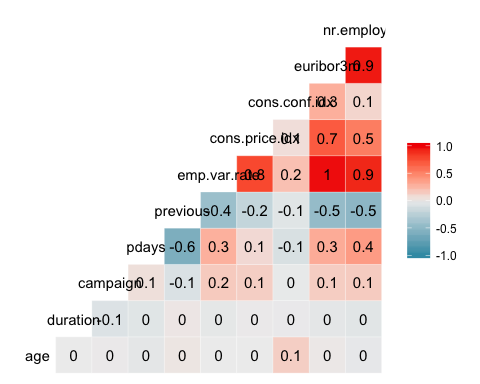 nr.employ
euribor3m 0.9
cons.conf.idx 0.3 0.1
cons.price.idx 0.1 0.7 0.5
emp.var.rate 0.8 0.2 1 0.9
previous -0.4 -0.2 -0.1 -0.5 -0.5
pdays -0.6 0.3 0.1 -0.1 0.3 0.4
campaign 0.1 -0.1 0.2 0.1 0 0.1 0.1
duration -0.1 0 0 0 0 0 0 0
age 0 0 0 0 0 0 0.1 0 0
1.0
0.5
0.0
-0.5
-1.0